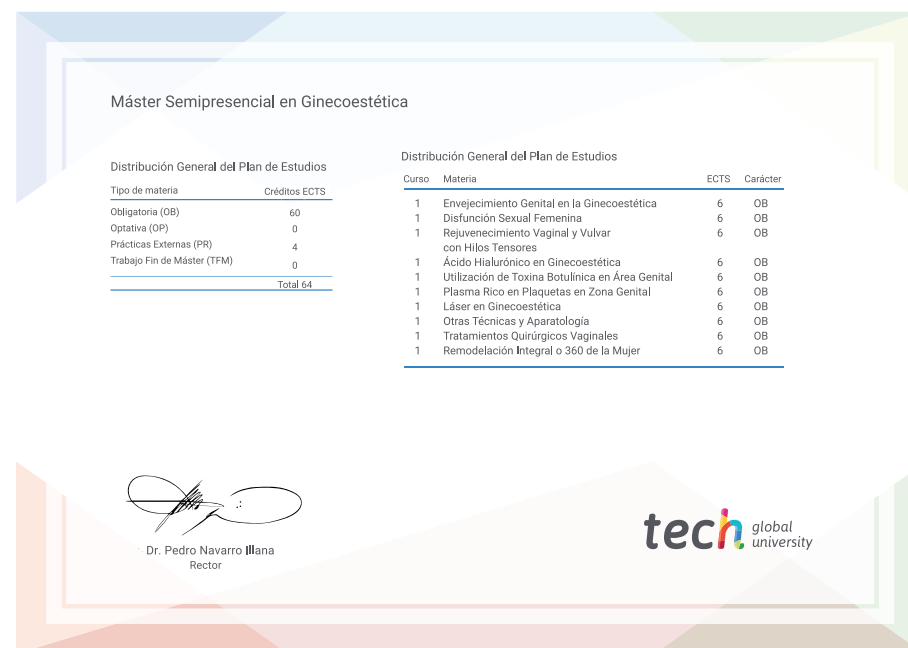 Máster Semipresencial en Ginecoestética
Distribución General del Plan de Estudios
Tipo de materia Créditos ECTS
Obligatoria (OB) 60
Optativa (OP) 0
Prácticas Externas (PR) 4
Trabajo Fin de Máster (TFM) 0
Total 64
Distribución General del Plan de Estudios
Curso Materia ECTS Carácter
1 Envejecimiento Genital en la Ginecoestética 6 OB
1 Disfunción Sexual Femenina 6 OB
1 Rejuvenecimiento Vaginal y Vulvar 6 OB
con Hilos Tensores
1 Ácido Hialurónico en Ginecoestética 6 OB
1 Utilización de Toxina Botulínica en Área Genital 6 OB
1 Plasma Rico en Plaquetas en Zona Genital 6 OB
1 Láser en Ginecoestética 6 OB
1 Otras Técnicas y Aparatología 6 OB
1 Tratamientos Quirúrgicos Vaginales 6 OB
1 Remodelación Integral o 360 de la Mujer 6 OB
Dr. Pedro Navarro Illana
Rector
tech global
university